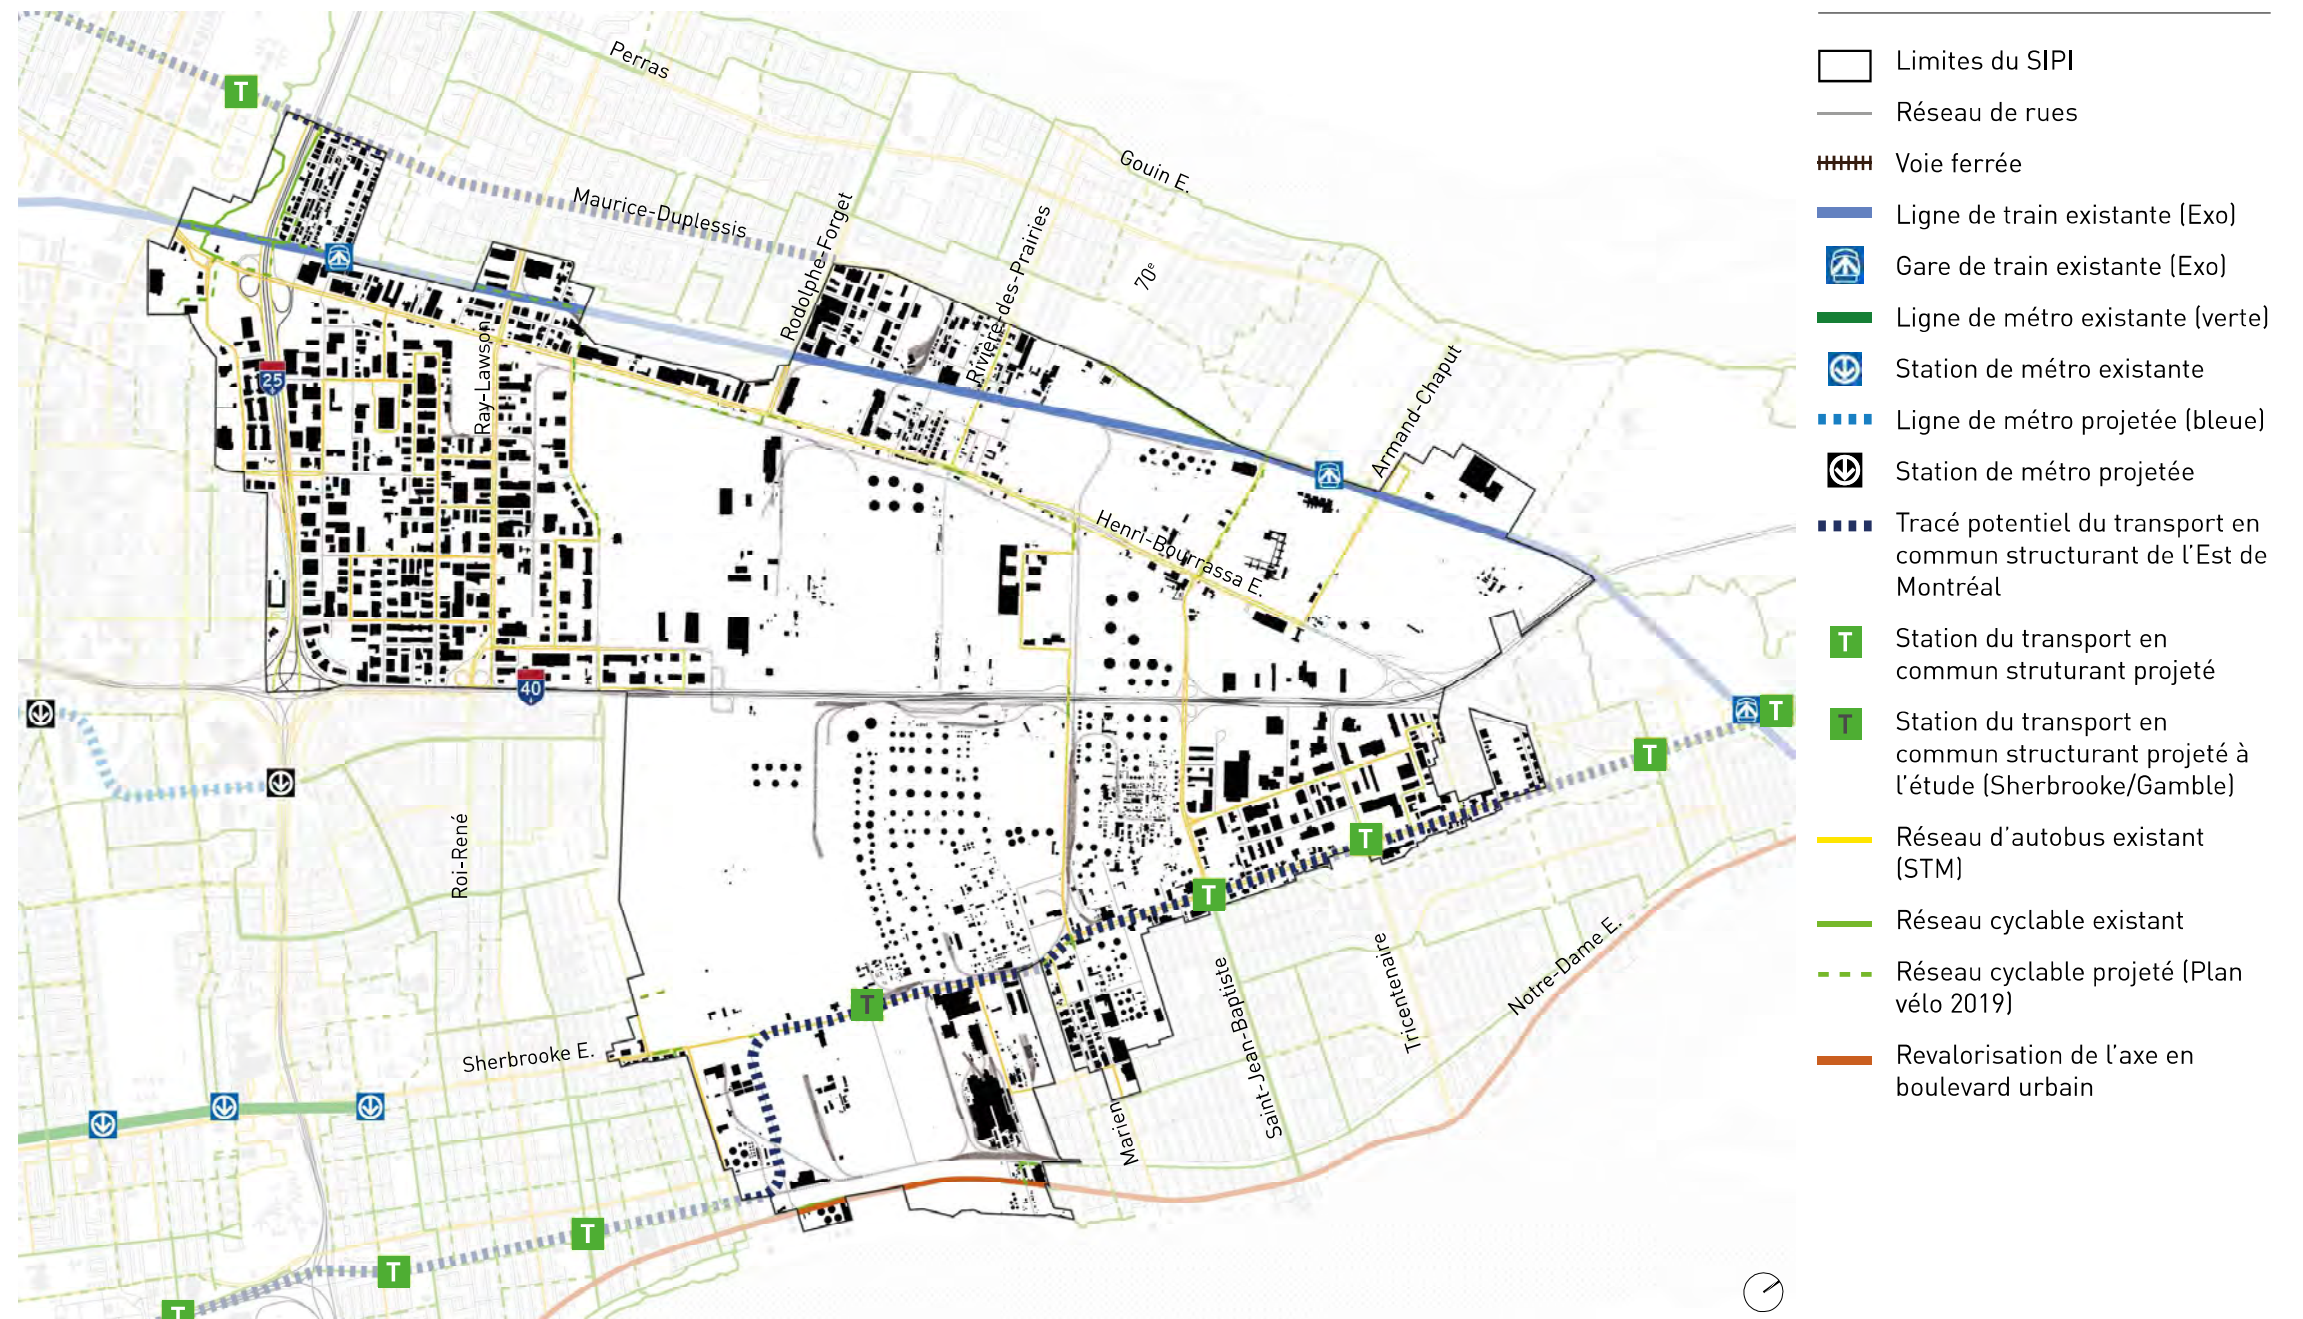 Perras
Gouin E.
Maurice-Duplessis
Rodolphe-Forget
Rivière-des-Prairies
70e
Ray-Lawson
Armand-Chaput
25
Henri-Bourrassa E.
40
Roi-René
Sherbrooke E.
Marien
Saint-Jean-Baptiste
Tricentenaire
Notre-Dame E.
T
T
T
T
T
T
T
T
T
Limites du SIPI
Réseau de rues
Voie ferrée
Ligne de train existante (Exo)
Gare de train existante (Exo)
Ligne de métro existante (verte)
Station de métro existante
Ligne de métro projetée (bleue)
Station de métro projetée
Tracé potentiel du transport en
commun structurant de l'Est de
Montréal
T
Station du transport en
commun struturant projeté
T
Station du transport en
commun structurant projeté à
l'étude (Sherbrooke/Gamble)
Réseau d'autobus existant
(STM)
Réseau cyclable existant
Réseau cyclable projeté (Plan
vélo 2019)
Revalorisation de l'axe en
boulevard urbain